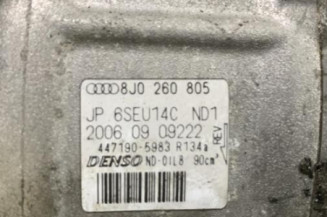 8J0 260 805
JP 6SEU14C ND1
2006 09 09222
REV
447190-5983 R134a
DENSO ND-OIL8 90cm³